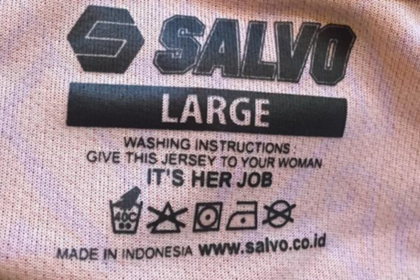 SALVO
LARGE
WASHING INSTRUCTIONS :
GIVE THIS JERSEY TO YOUR WOMAN
IT'S HER JOB
40C
MADE IN INDONESIA www.salvo.co.id